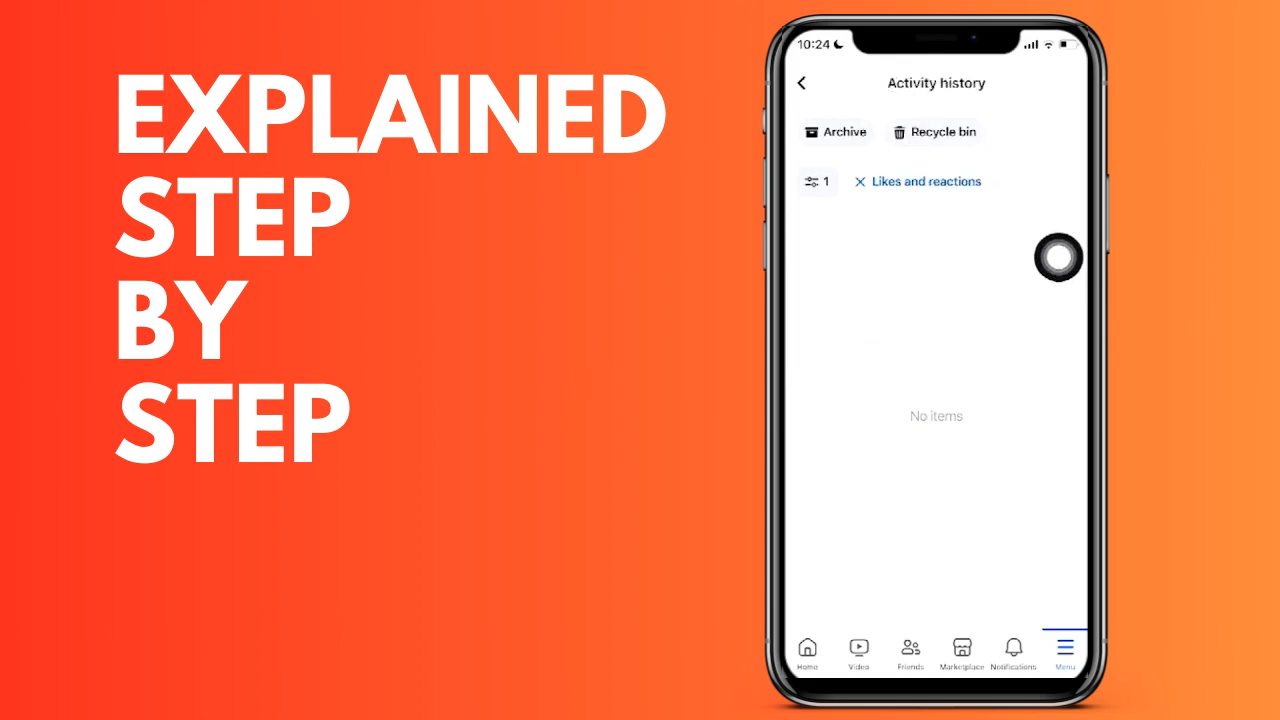 EXPLAINED
STEP
BY
STEP
10:24
Activity history
Archive Recycle bin
1 Likes and reactions
No items
Home Video Friends Marketplace Notifications Menu